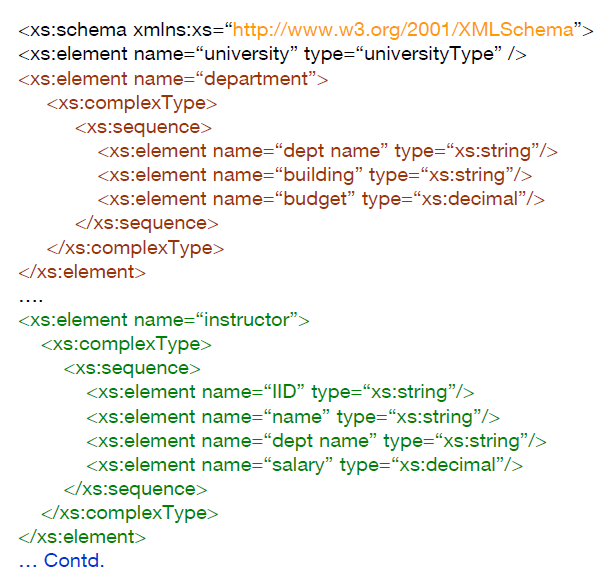 <xs:schema xmlns:xs=“http://www.w3.org/2001/XMLSchema”>
<xs:element name=“university” type=“universityType” />
<xs:element name=“department”>
<xs:complexType>
<xs:sequence>
<xs:element name=“dept name” type=“xs:string”/>
<xs:element name=“building” type=“xs:string”/>
<xs:element name=“budget” type=“xs:decimal”/>
</xs:sequence>
</xs:complexType>
</xs:element>
….
<xs:element name=“instructor”>
<xs:complexType>
<xs:sequence>
<xs:element name=“IID” type=“xs:string”/>
<xs:element name=“name” type=“xs:string”/>
<xs:element name=“dept name” type=“xs:string”/>
<xs:element name=“salary” type=“xs:decimal”/>
</xs:sequence>
</xs:complexType>
</xs:element>
… Contd.